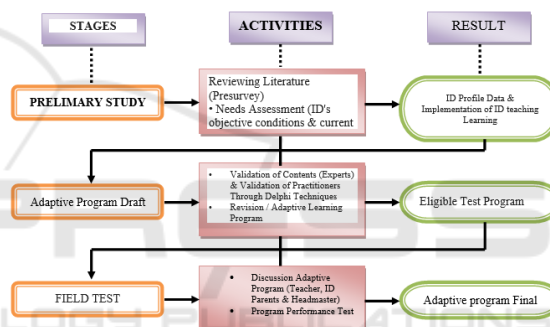 STAGES
ACTIVITIES
RESULT
PRELIMARY STUDY
Reviewing Literature
(Presurvey)
• Needs Assessment (ID's
objective conditions & current
ID Profile Data &
Implementation of ID teaching
Learning
Adaptive Program Draft
• Validation of Contents (Experts)
& Validation of Practitioners
Through Delphi Techniques
• Revision / Adaptive Learning
Program
Eligible Test Program
FIELD TEST
• Discussion Adaptive
Program (Teacher, ID
Parents & Headmaster)
• Program Performance Test
Adaptive program Final